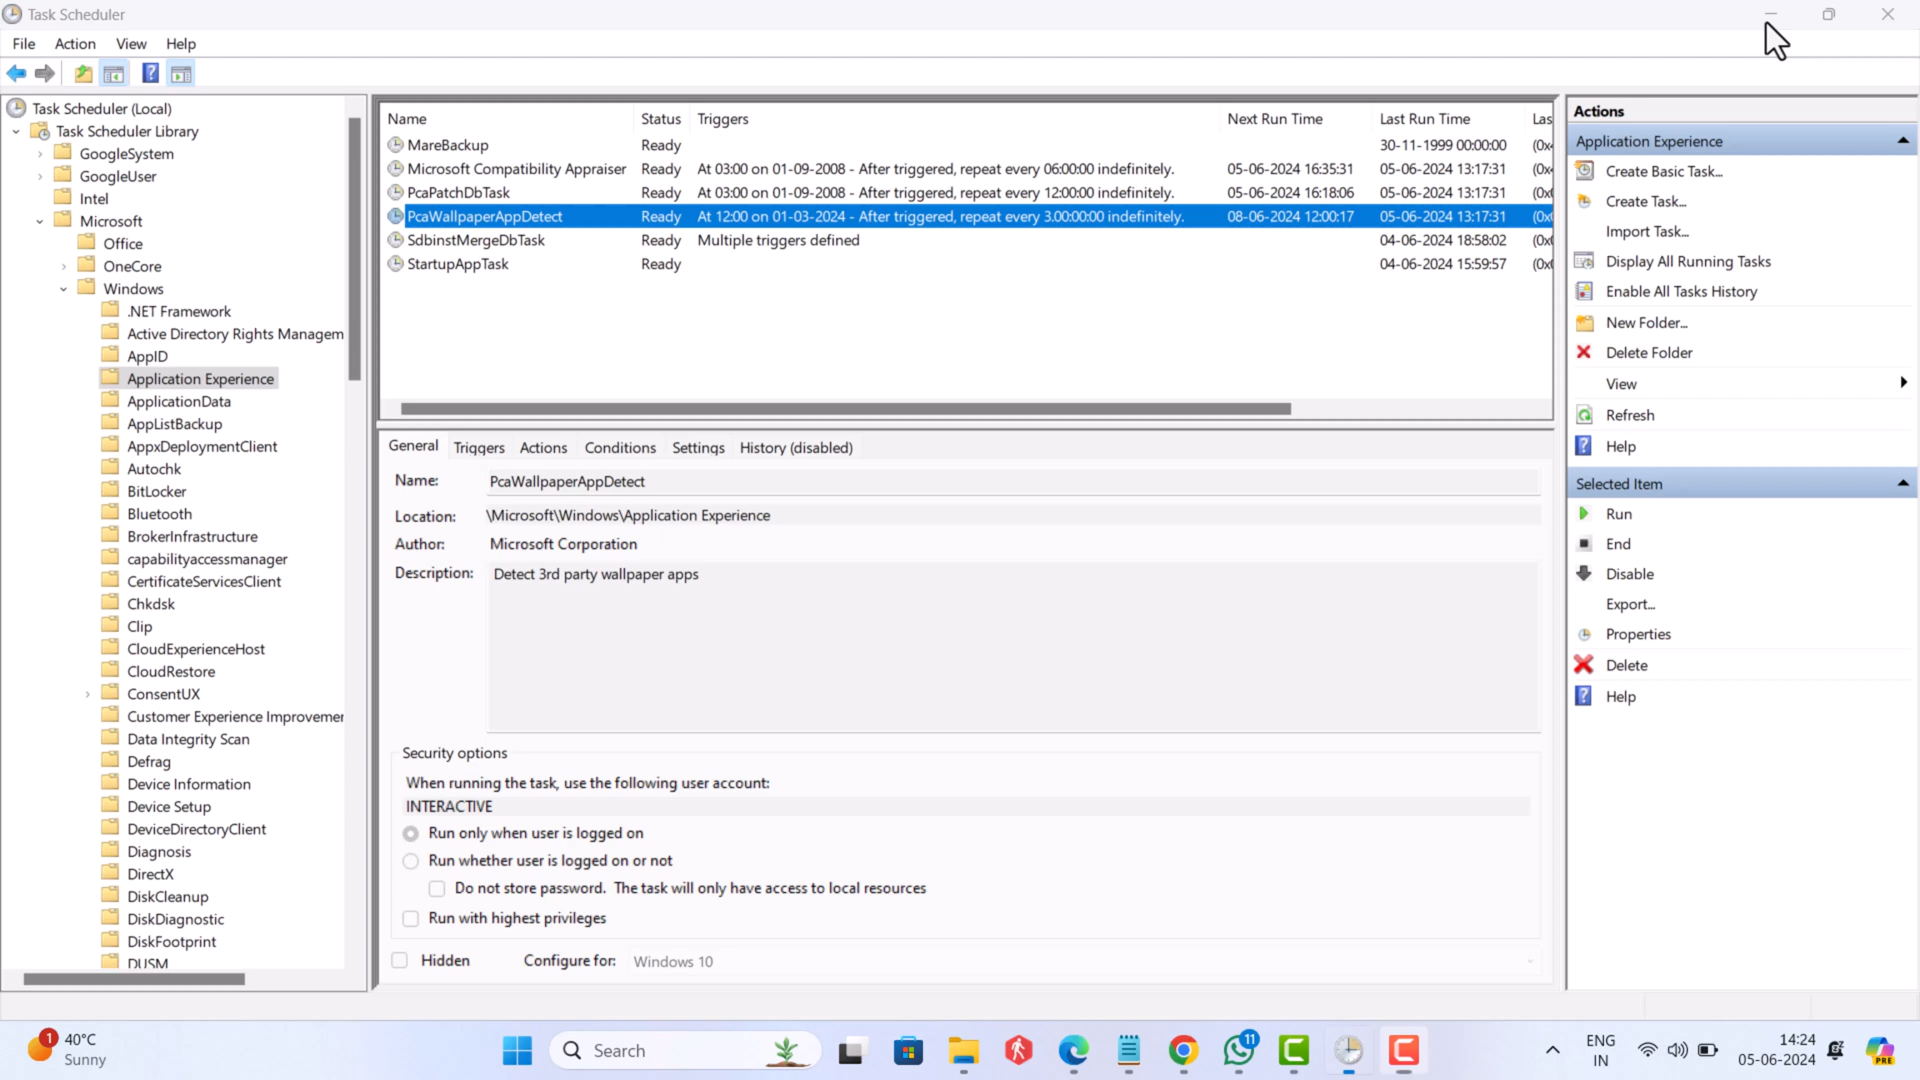 Task Scheduler
File Action View Help
Task Scheduler (Local)
Task Scheduler Library
GoogleSystem
GoogleUser
Intel
Microsoft
Office
OneCore
Windows
.NET Framework
Active Directory Rights Managem
AppID
Application Experience
ApplicationData
AppListBackup
AppxDeploymentClient
Autochk
BitLocker
Bluetooth
BrokerInfrastructure
capabilityaccessmanager
CertificateServicesClient
Chkdsk
Clip
CloudExperienceHost
CloudRestore
ConsentUX
Customer Experience Improvemer
Data Integrity Scan
Defrag
Device Information
Device Setup
DeviceDirectoryClient
Diagnosis
DirectX
DiskCleanup
DiskDiagnostic
DiskFootprint
DUSM
Name Status Triggers Next Run Time Last Run Time Las
MareBackup Ready 30-11-1999 00:00:00 (0x
Microsoft Compatibility Appraiser Ready At 03:00 on 01-09-2008 - After triggered, repeat every 06:00:00 indefinitely. 05-06-2024 16:35:31 05-06-2024 13:17:31 (0x
PcaPatchDbTask Ready At 03:00 on 01-09-2008 - After triggered, repeat every 12:00:00 indefinitely. 05-06-2024 16:18:06 05-06-2024 13:17:31 (0x
PcaWallpaperAppDetect Ready At 12:00 on 01-03-2024 - After triggered, repeat every 3.00:00:00 indefinitely. 08-06-2024 12:00:17 05-06-2024 13:17:31 (0x
SdbinstMergeDbTask Ready Multiple triggers defined 04-06-2024 18:58:02 (0x
StartupAppTask Ready 04-06-2024 15:59:57 (0x
General Triggers Actions Conditions Settings History (disabled)
Name: PcaWallpaperAppDetect
Location: \Microsoft\Windows\Application Experience
Author: Microsoft Corporation
Description: Detect 3rd party wallpaper apps
Security options
When running the task, use the following user account:
INTERACTIVE
Run only when user is logged on
Run whether user is logged on or not
Do not store password. The task will only have access to local resources
Run with highest privileges
Hidden Configure for: Windows 10
Actions
Application Experience
Create Basic Task...
Create Task...
Import Task...
Display All Running Tasks
Enable All Tasks History
New Folder...
Delete Folder
View
Refresh
Help
Selected Item
Run
End
Disable
Export...
Properties
Delete
Help
1
40°C
Sunny
Search
11
ENG
IN
14:24
05-06-2024
PRE